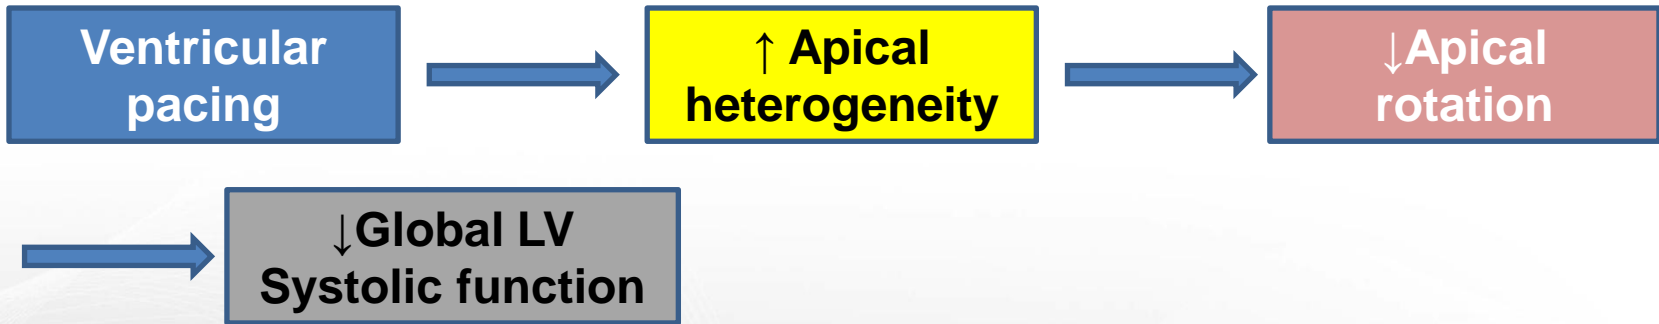 Ventricular
pacing
↑ Apical
heterogeneity
↓Apical
rotation
↓Global LV
Systolic function